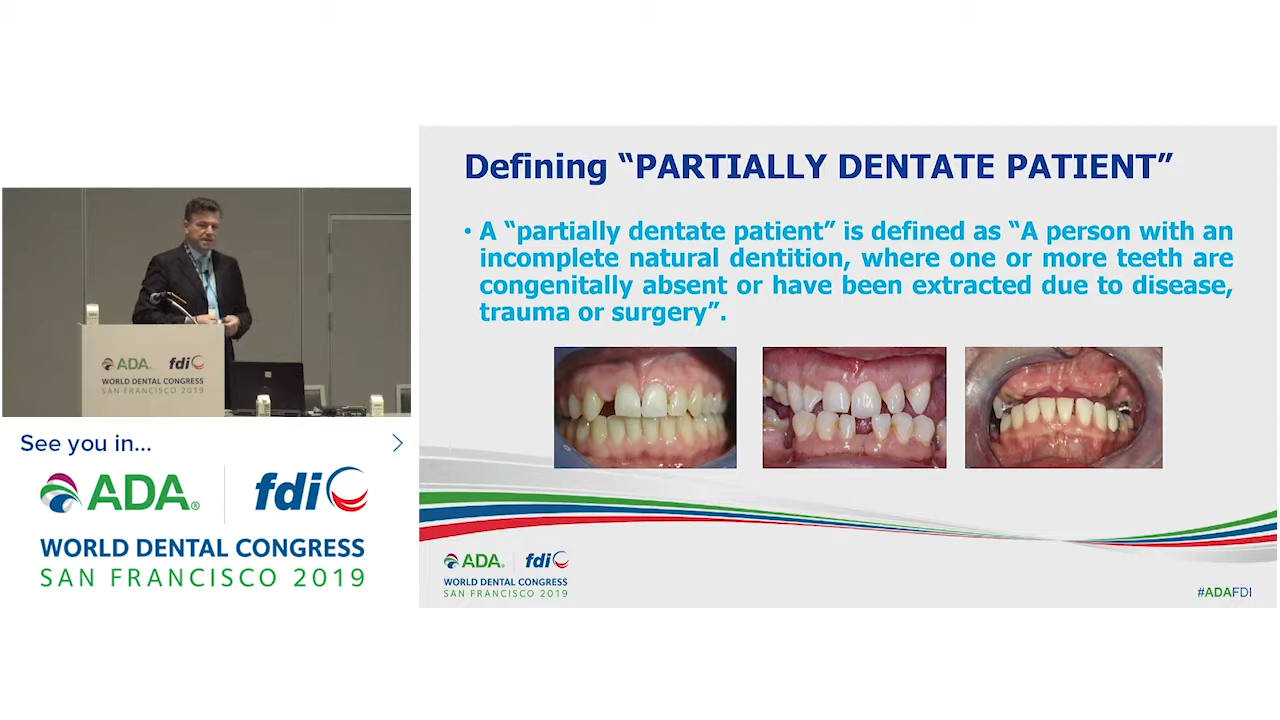 Defining “PARTIALLY DENTATE PATIENT”
• A “partially dentate patient” is defined as “A person with an
incomplete natural dentition, where one or more teeth are
congenitally absent or have been extracted due to disease,
trauma or surgery”.
ADA. fdi
WORLD DENTAL CONGRESS
SAN FRANCISCO 2019
See you in...
ADA® fdi
WORLD DENTAL CONGRESS
SAN FRANCISCO 2019
ADA. fdi
WORLD DENTAL CONGRESS
SAN FRANCISCO 2019
#ADAFDI